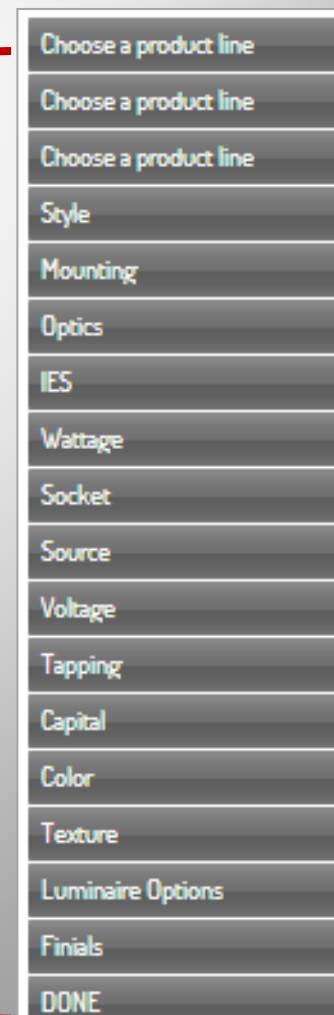 Choose a product line
Choose a product line
Choose a product line
Style
Mounting
Optics
IES
Wattage
Socket
Source
Voltage
Tapping
Capital
Color
Texture
Luminaire Options
Finials
DONE